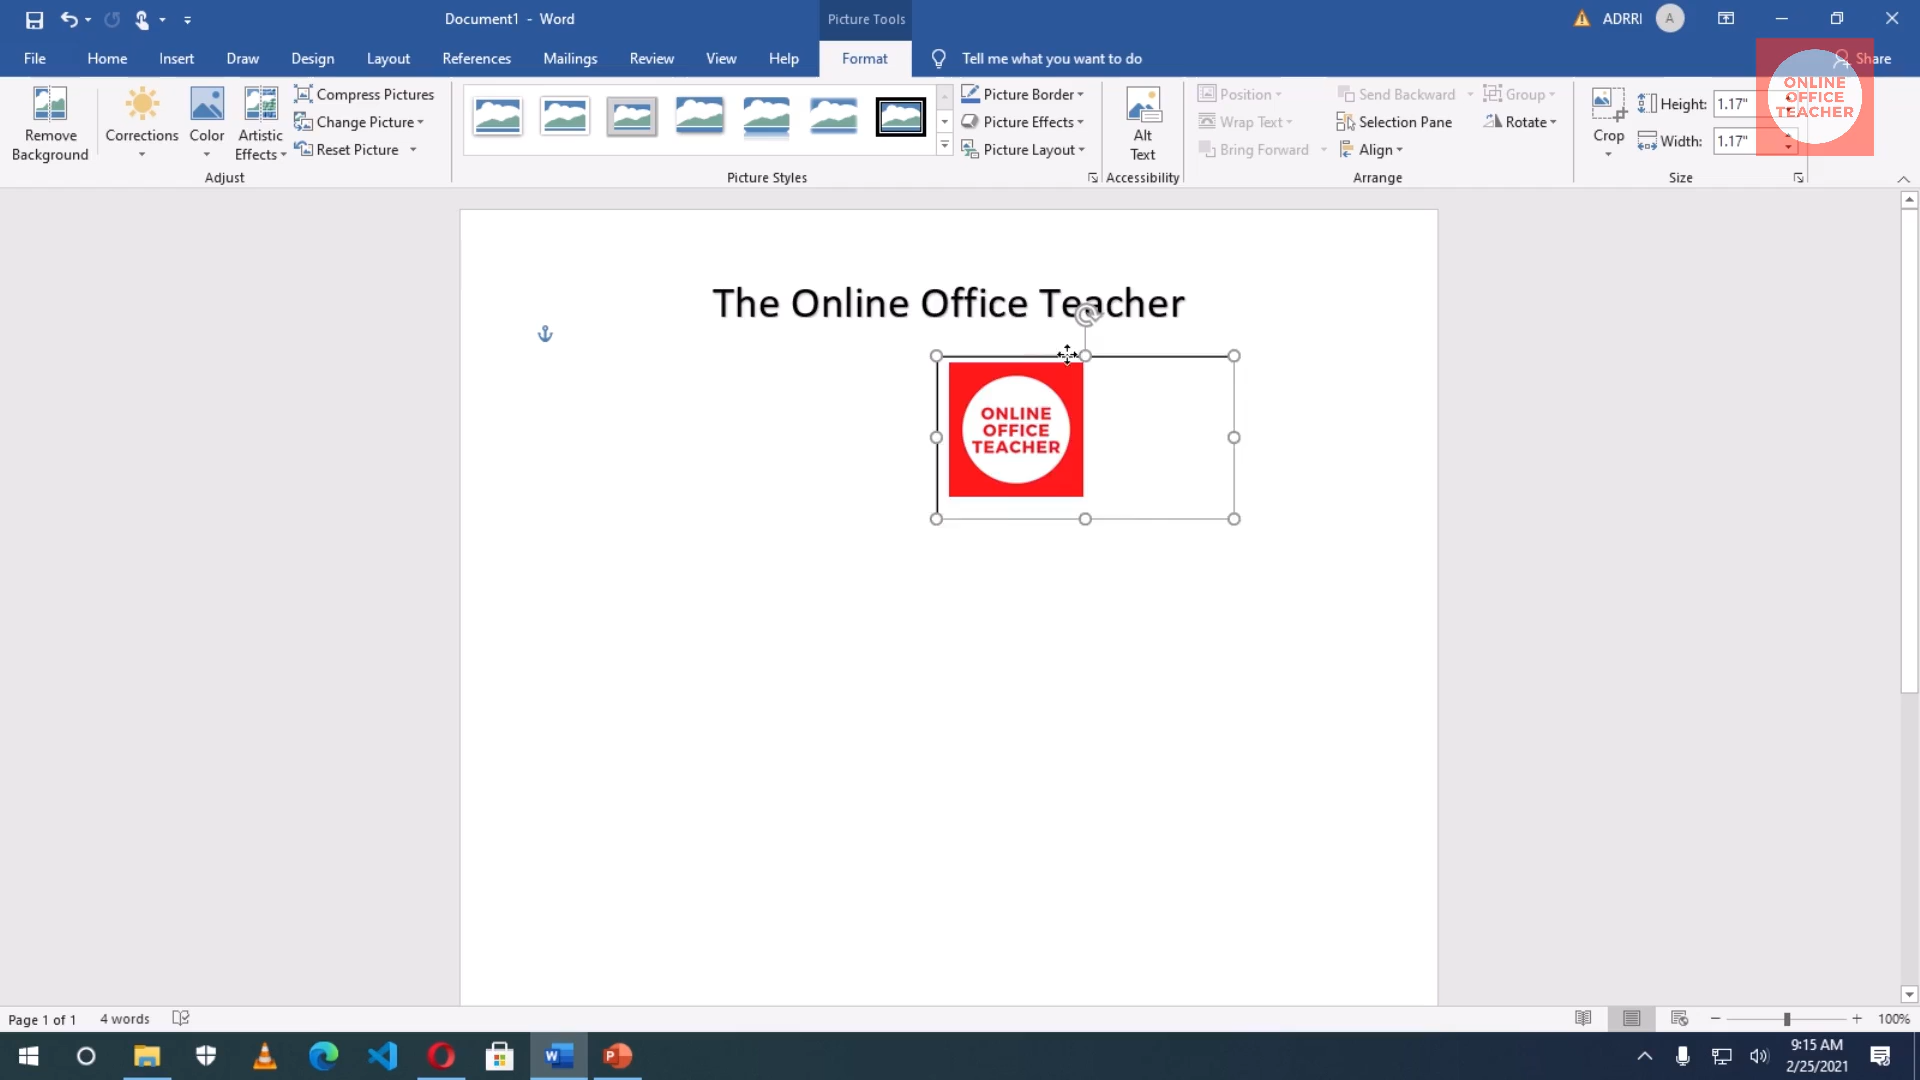 Document1 - Word
Picture Tools
ADRRI
A
File Home Insert Draw Design Layout References Mailings Review View Help Format Tell me what you want to do Share
ONLINE
OFFICE
TEACHER
Remove
Background
Corrections
Color
Artistic
Effects
Compress Pictures
Change Picture
Reset Picture
Adjust
Picture Border
Picture Effects
Picture Layout
Picture Styles
Alt
Text
Accessibility
Position
Wrap Text
Bring Forward
Send Backward
Selection Pane
Align
Group
Rotate
Arrange
Crop
Height: 1.17"
Width: 1.17"
Size
The Online Office Teacher
ONLINE
OFFICE
TEACHER
Page 1 of 1 4 words
100%
9:15 AM
2/25/2021